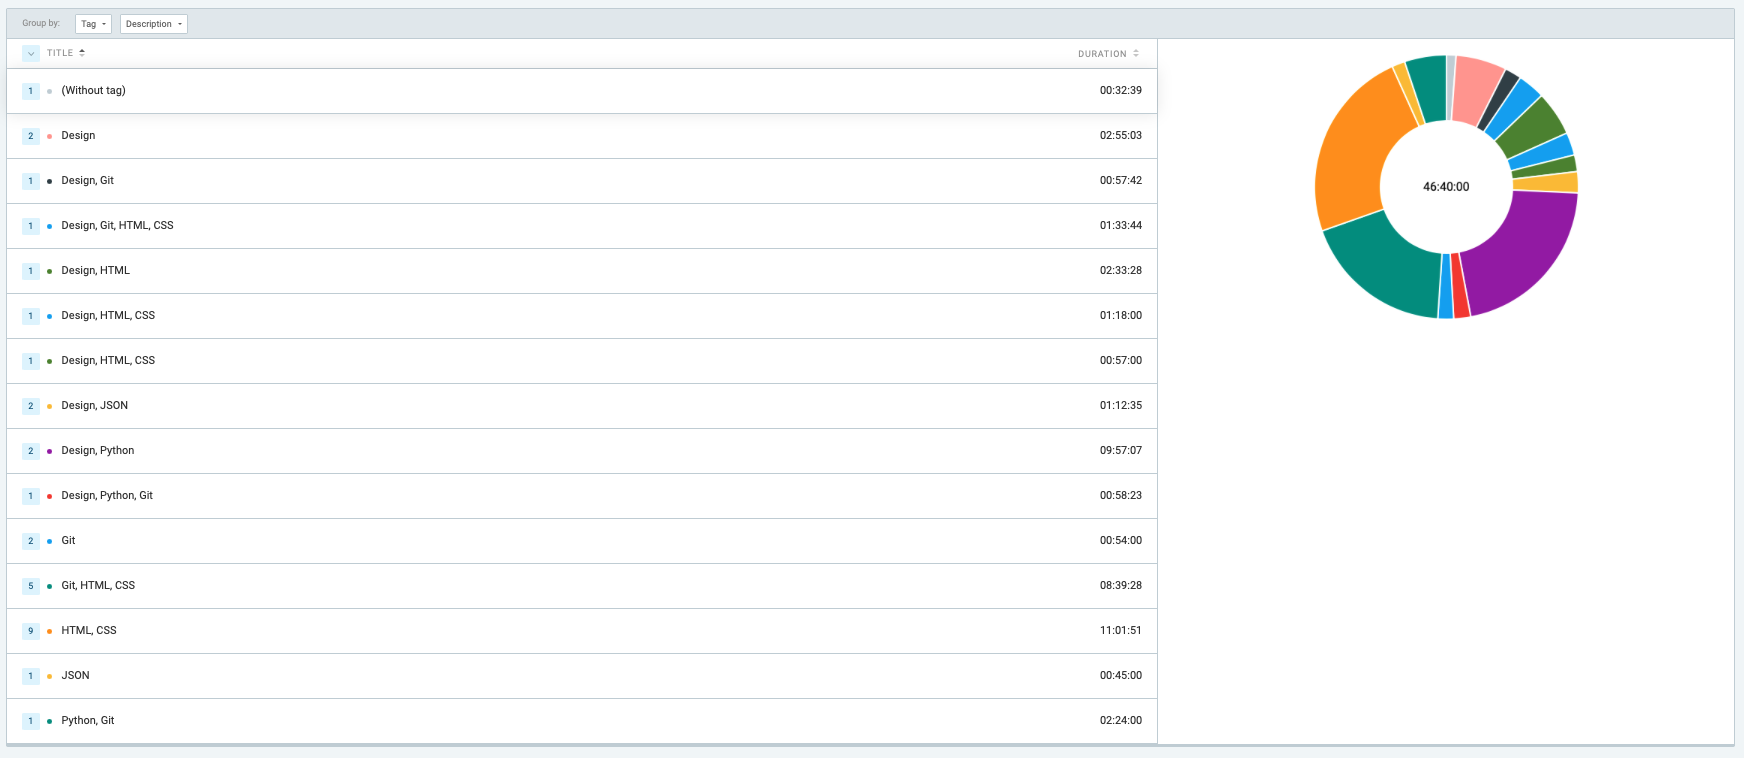 Group by: Tag Description
TITLE DURATION
1 (Without tag) 00:32:39
2 Design 02:55:03
1 Design, Git 00:57:42
1 Design, Git, HTML, CSS 01:33:44
1 Design, HTML 02:33:28
1 Design, HTML, CSS 01:18:00
1 Design, HTML, CSS 00:57:00
2 Design, JSON 01:12:35
2 Design, Python 09:57:07
1 Design, Python, Git 00:58:23
2 Git 00:54:00
5 Git, HTML, CSS 08:39:28
9 HTML, CSS 11:01:51
1 JSON 00:45:00
1 Python, Git 02:24:00
46:40:00